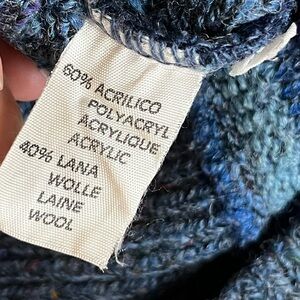 60% ACRILICO
POLYACRYL
ACRYLIQUE
ACRYLIC
40% LANA
WOLLE
LAINE
WOOL